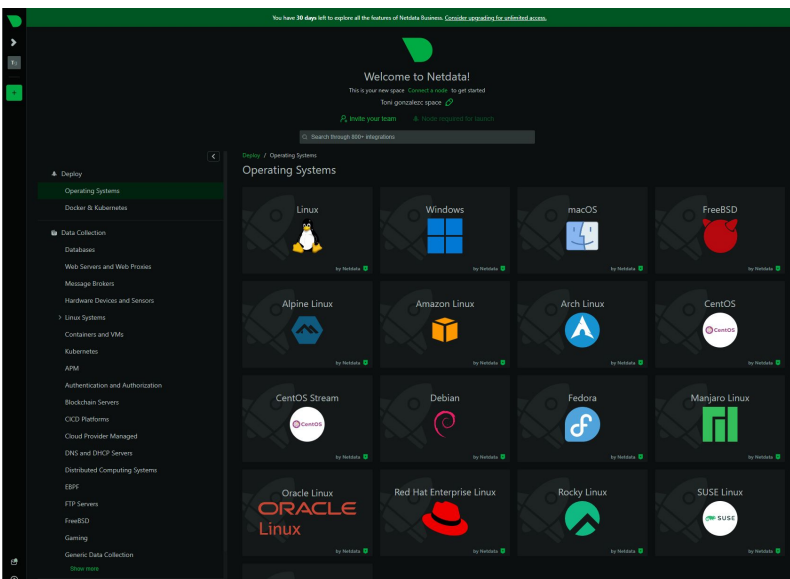 You have 30 days left to explore all the features of Netdata Business. Consider upgrading for unlimited access.
Welcome to Netdata!
This is your new space Connect a node to get started
Toni gonzalezc space
Invite your team
Node required for launch
Search through 800+ integrations
Deploy
Operating Systems
Docker & Kubernetes
Data Collection
Databases
Web Servers and Web Proxies
Message Brokers
Hardware Devices and Sensors
Linux Systems
Containers and VMs
Kubernetes
APM
Authentication and Authorization
Blockchain Servers
CICD Platforms
Cloud Provider Managed
DNS and DHCP Servers
Distributed Computing Systems
EBPF
FTP Servers
FreeBSD
Gaming
Generic Data Collection
Show more
Deploy / Operating Systems
Operating Systems
Linux
by Netdata
Windows
by Netdata
macOS
by Netdata
FreeBSD
by Netdata
Alpine Linux
by Netdata
Amazon Linux
by Netdata
Arch Linux
by Netdata
CentOS
CentOS
by Netdata
CentOS Stream
CentOS
by Netdata
Debian
by Netdata
Fedora
by Netdata
Manjaro Linux
by Netdata
Oracle Linux
ORACLE
Linux
by Netdata
Red Hat Enterprise Linux
by Netdata
Rocky Linux
by Netdata
SUSE Linux
SUSE
by Netdata